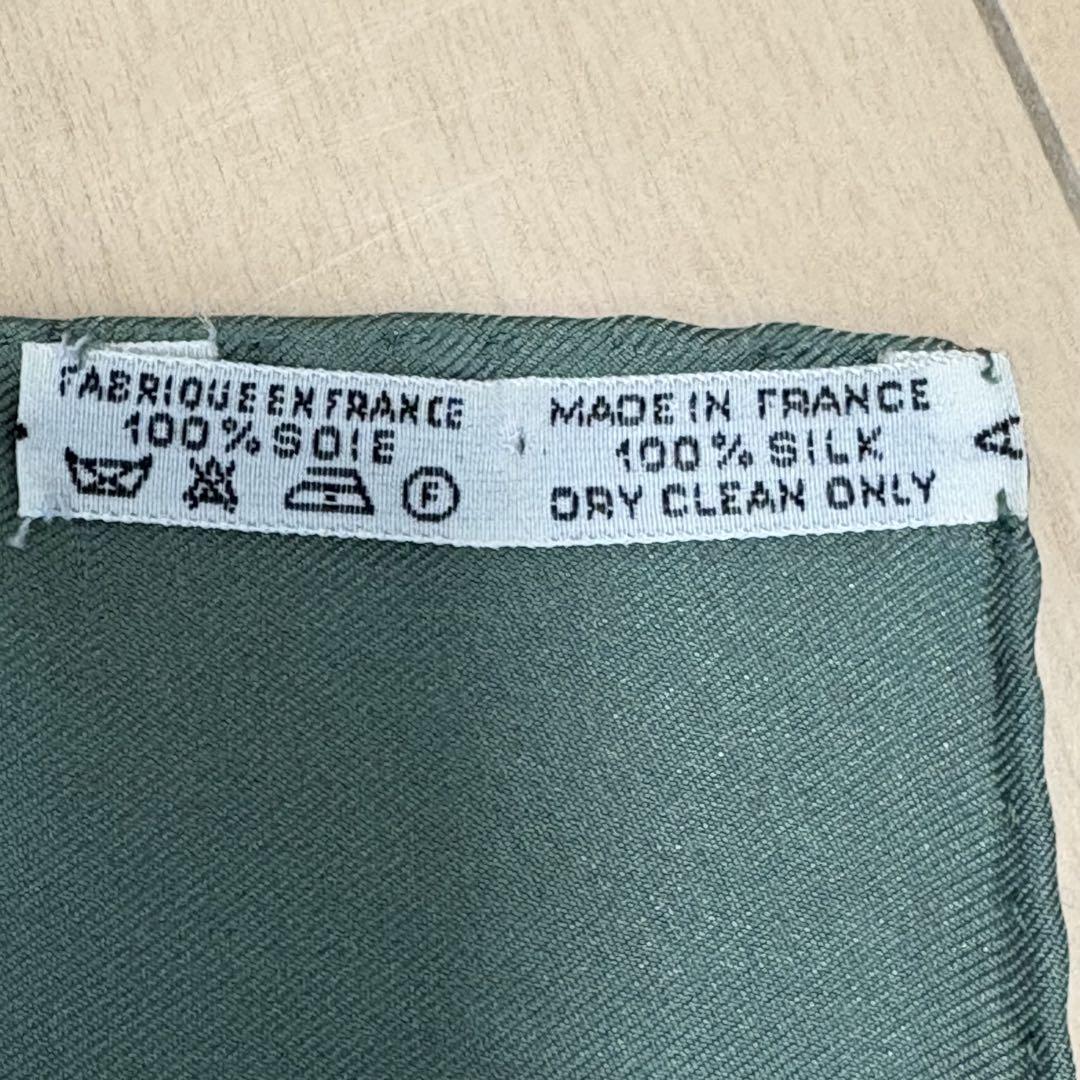 FABRIQUE EN FRANCE
100% SOIE
F
MADE IN FRANCE
100% SILK
DRY CLEAN ONLY
A